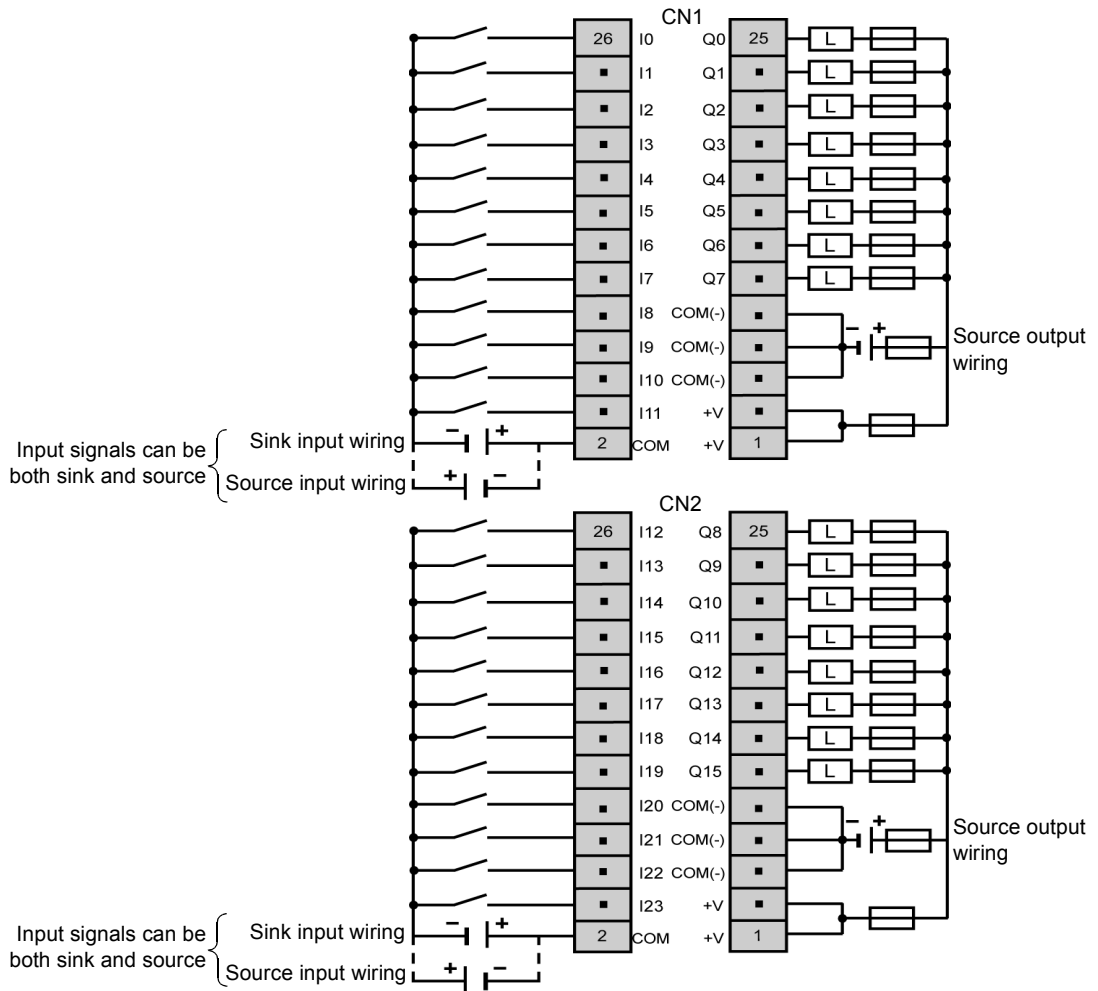 CN1
26 I0 Q0 25 L
I1 Q1 L
I2 Q2 L
I3 Q3 L
I4 Q4 L
I5 Q5 L
I6 Q6 L
I7 Q7 L
I8 COM(-)
I9 COM(-) − + Source output wiring
I10 COM(-)
I11 +V
2 COM +V 1
Input signals can be
both sink and source
Sink input wiring − +
Source input wiring + −
CN2
26 I12 Q8 25 L
I13 Q9 L
I14 Q10 L
I15 Q11 L
I16 Q12 L
I17 Q13 L
I18 Q14 L
I19 Q15 L
I20 COM(-)
I21 COM(-) − + Source output wiring
I22 COM(-)
I23 +V
2 COM +V 1
Input signals can be
both sink and source
Sink input wiring − +
Source input wiring + −